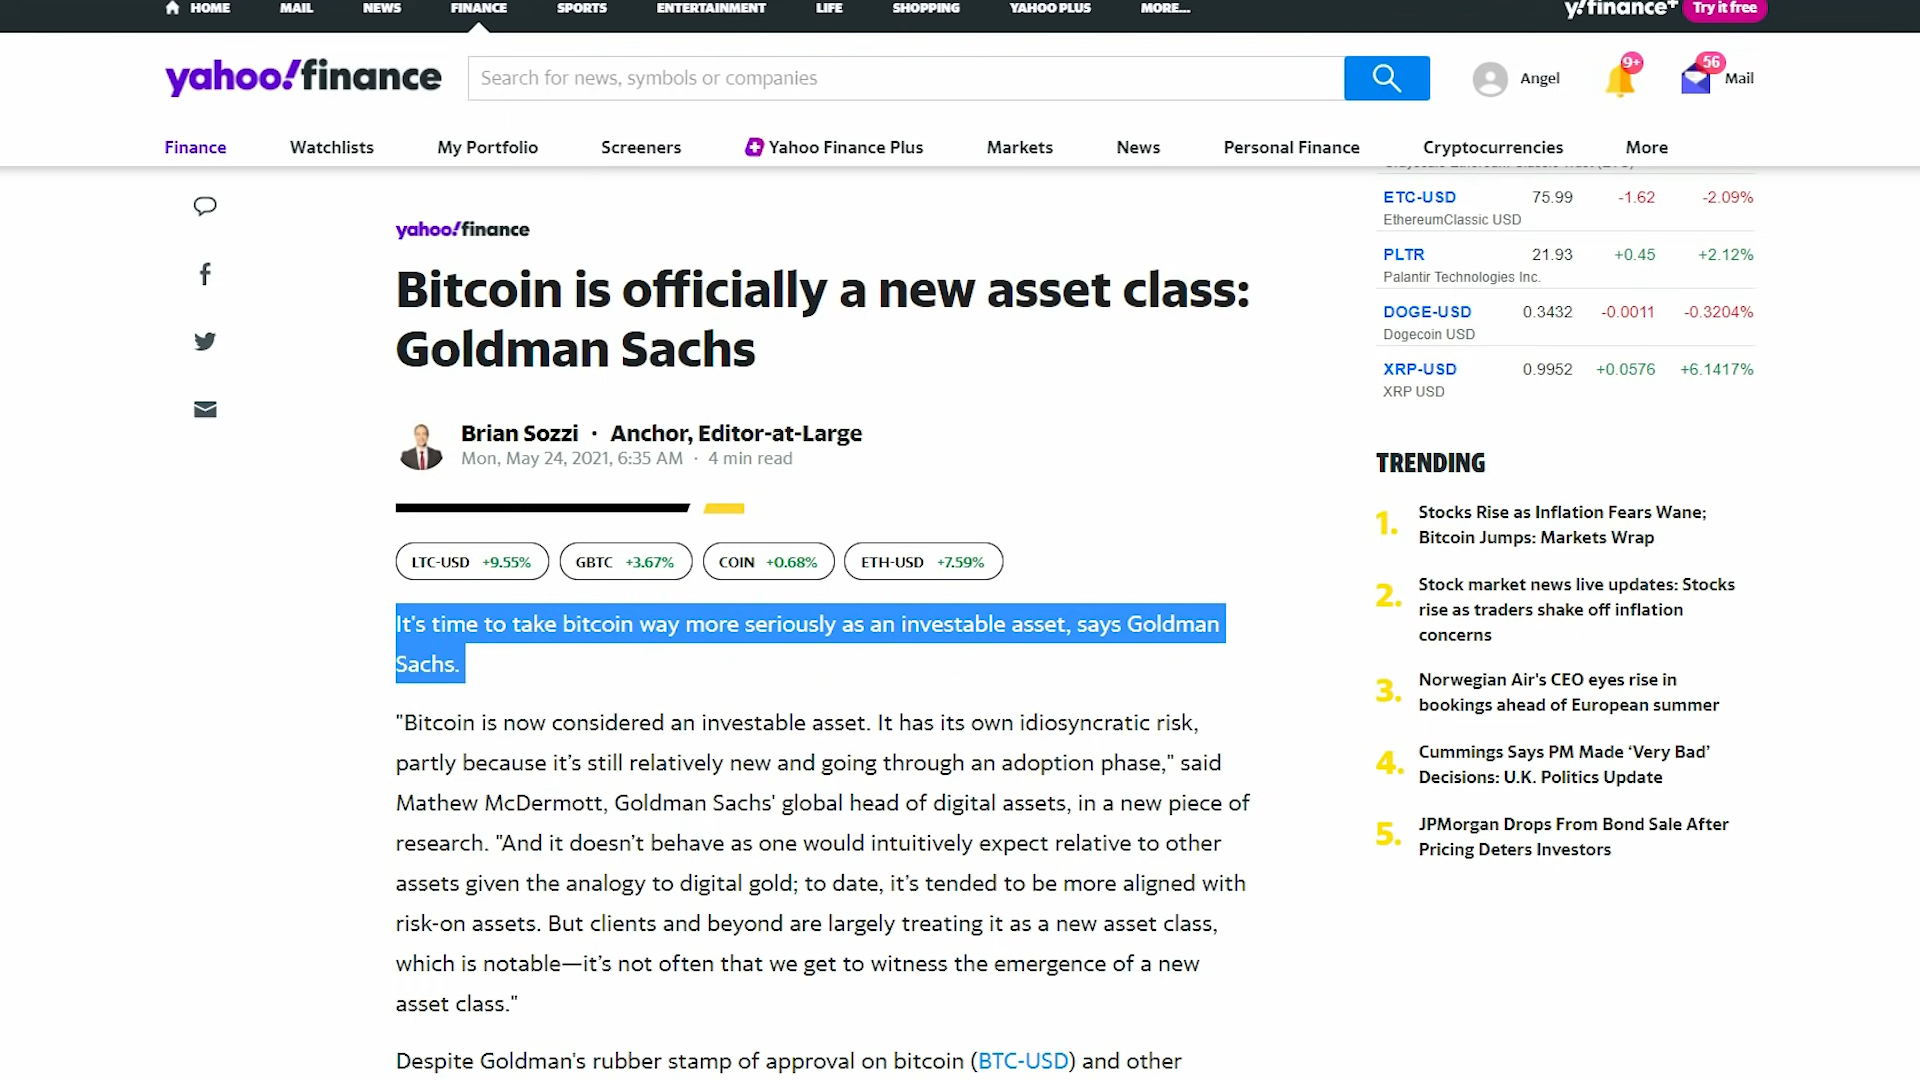 HOME MAIL NEWS FINANCE SPORTS ENTERTAINMENT LIFE SHOPPING YAHOO PLUS MORE...
y!finance+ Try it free
yahoo!finance
Search for news, symbols or companies
Angel
9+
56
Mail
Finance Watchlists My Portfolio Screeners Yahoo Finance Plus Markets News Personal Finance Cryptocurrencies More
yahoo!finance
Bitcoin is officially a new asset class:
Goldman Sachs
Brian Sozzi · Anchor, Editor-at-Large
Mon, May 24, 2021, 6:35 AM · 4 min read
LTC-USD +9.55% GBTC +3.67% COIN +0.68% ETH-USD +7.59%
It's time to take bitcoin way more seriously as an investable asset, says Goldman
Sachs.
"Bitcoin is now considered an investable asset. It has its own idiosyncratic risk,
partly because it’s still relatively new and going through an adoption phase," said
Mathew McDermott, Goldman Sachs' global head of digital assets, in a new piece of
research. "And it doesn’t behave as one would intuitively expect relative to other
assets given the analogy to digital gold; to date, it’s tended to be more aligned with
risk-on assets. But clients and beyond are largely treating it as a new asset class,
which is notable—it’s not often that we get to witness the emergence of a new
asset class."
Despite Goldman's rubber stamp of approval on bitcoin (BTC-USD) and other
ETC-USD 75.99 -1.62 -2.09%
EthereumClassic USD
PLTR 21.93 +0.45 +2.12%
Palantir Technologies Inc.
DOGE-USD 0.3432 -0.0011 -0.3204%
Dogecoin USD
XRP-USD 0.9952 +0.0576 +6.1417%
XRP USD
TRENDING
1. Stocks Rise as Inflation Fears Wane;
Bitcoin Jumps: Markets Wrap
2. Stock market news live updates: Stocks
rise as traders shake off inflation
concerns
3. Norwegian Air's CEO eyes rise in
bookings ahead of European summer
4. Cummings Says PM Made ‘Very Bad’
Decisions: U.K. Politics Update
5. JPMorgan Drops From Bond Sale After
Pricing Deters Investors